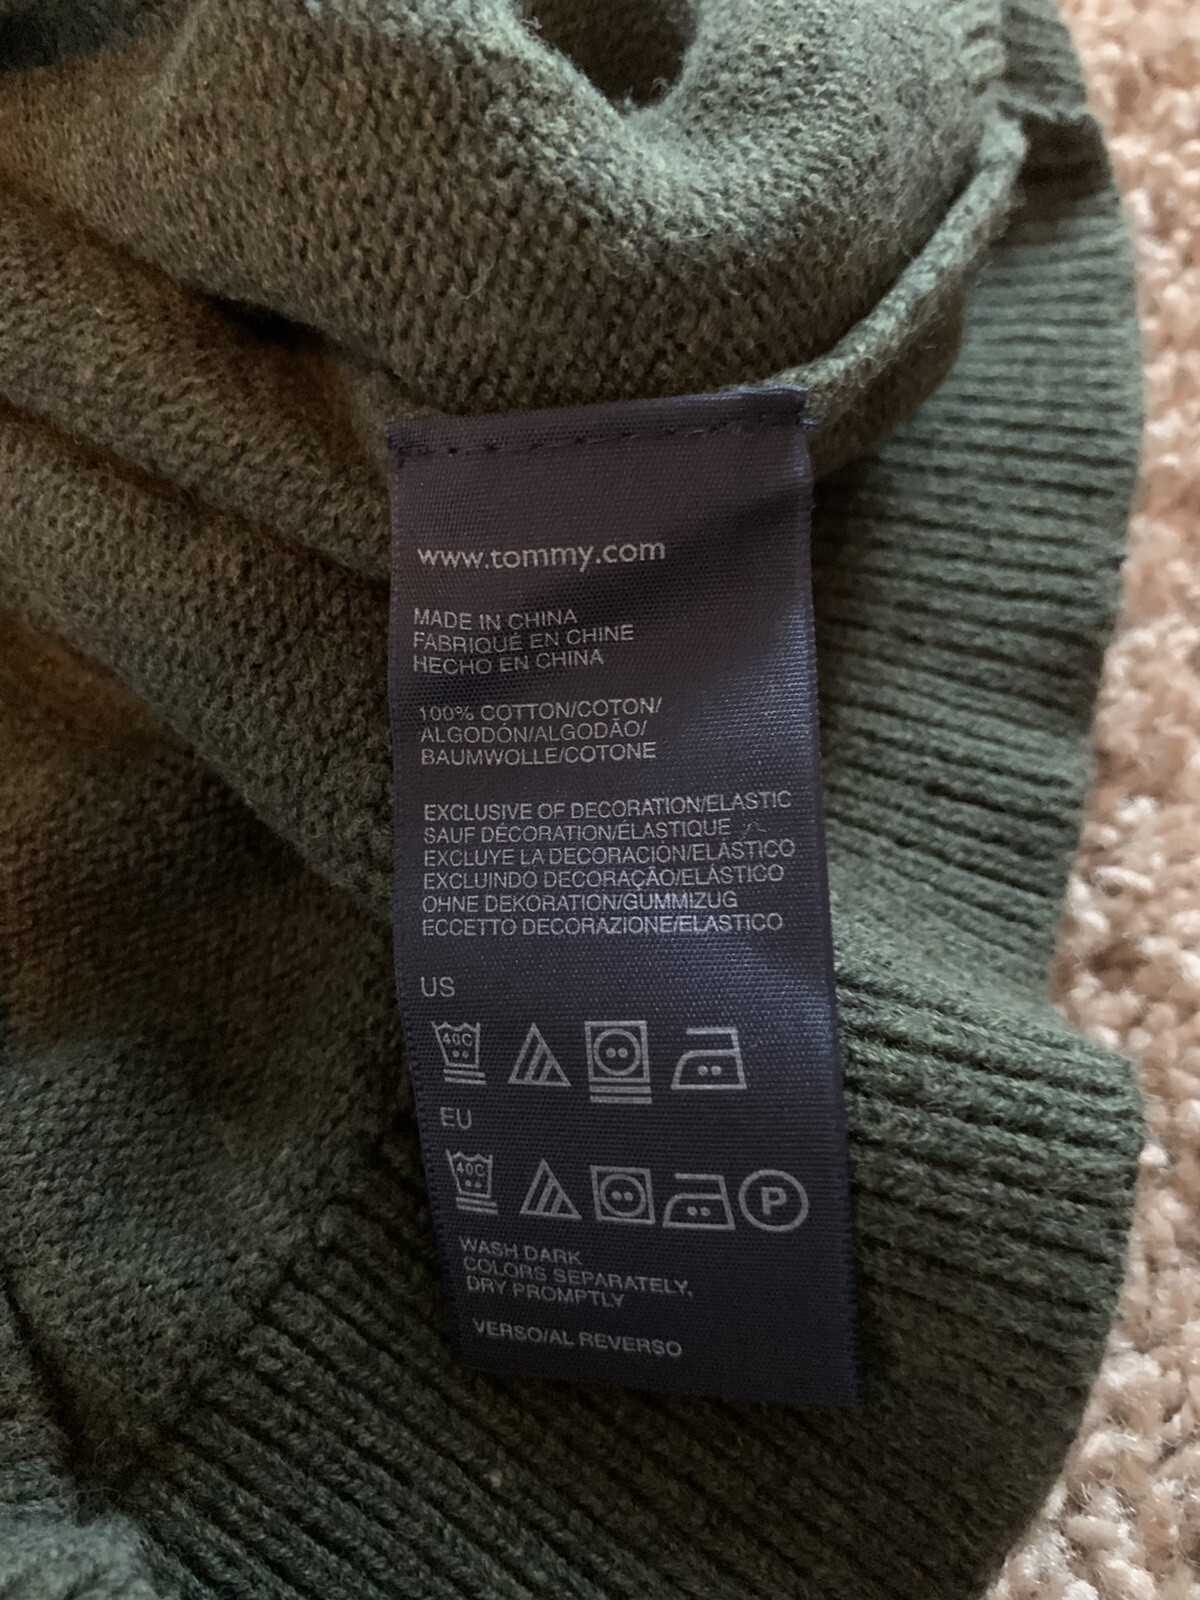 www.tommy.com
MADE IN CHINA
FABRIQUÉ EN CHINE
HECHO EN CHINA
100% COTTON/COTON/
ALGODÓN/ALGODÃO/
BAUMWOLLE/COTONE
EXCLUSIVE OF DECORATION/ELASTIC
SAUF DÉCORATION/ÉLASTIQUE
EXCLUYE LA DECORACIÓN/ELÁSTICO
EXCLUINDO DECORAÇÃO/ELÁSTICO
OHNE DEKORATION/GUMMIZUG
ECCETTO DECORAZIONE/ELASTICO
US
40C
EU
40C P
WASH DARK
COLORS SEPARATELY,
DRY PROMPTLY
VERSO/AL REVERSO